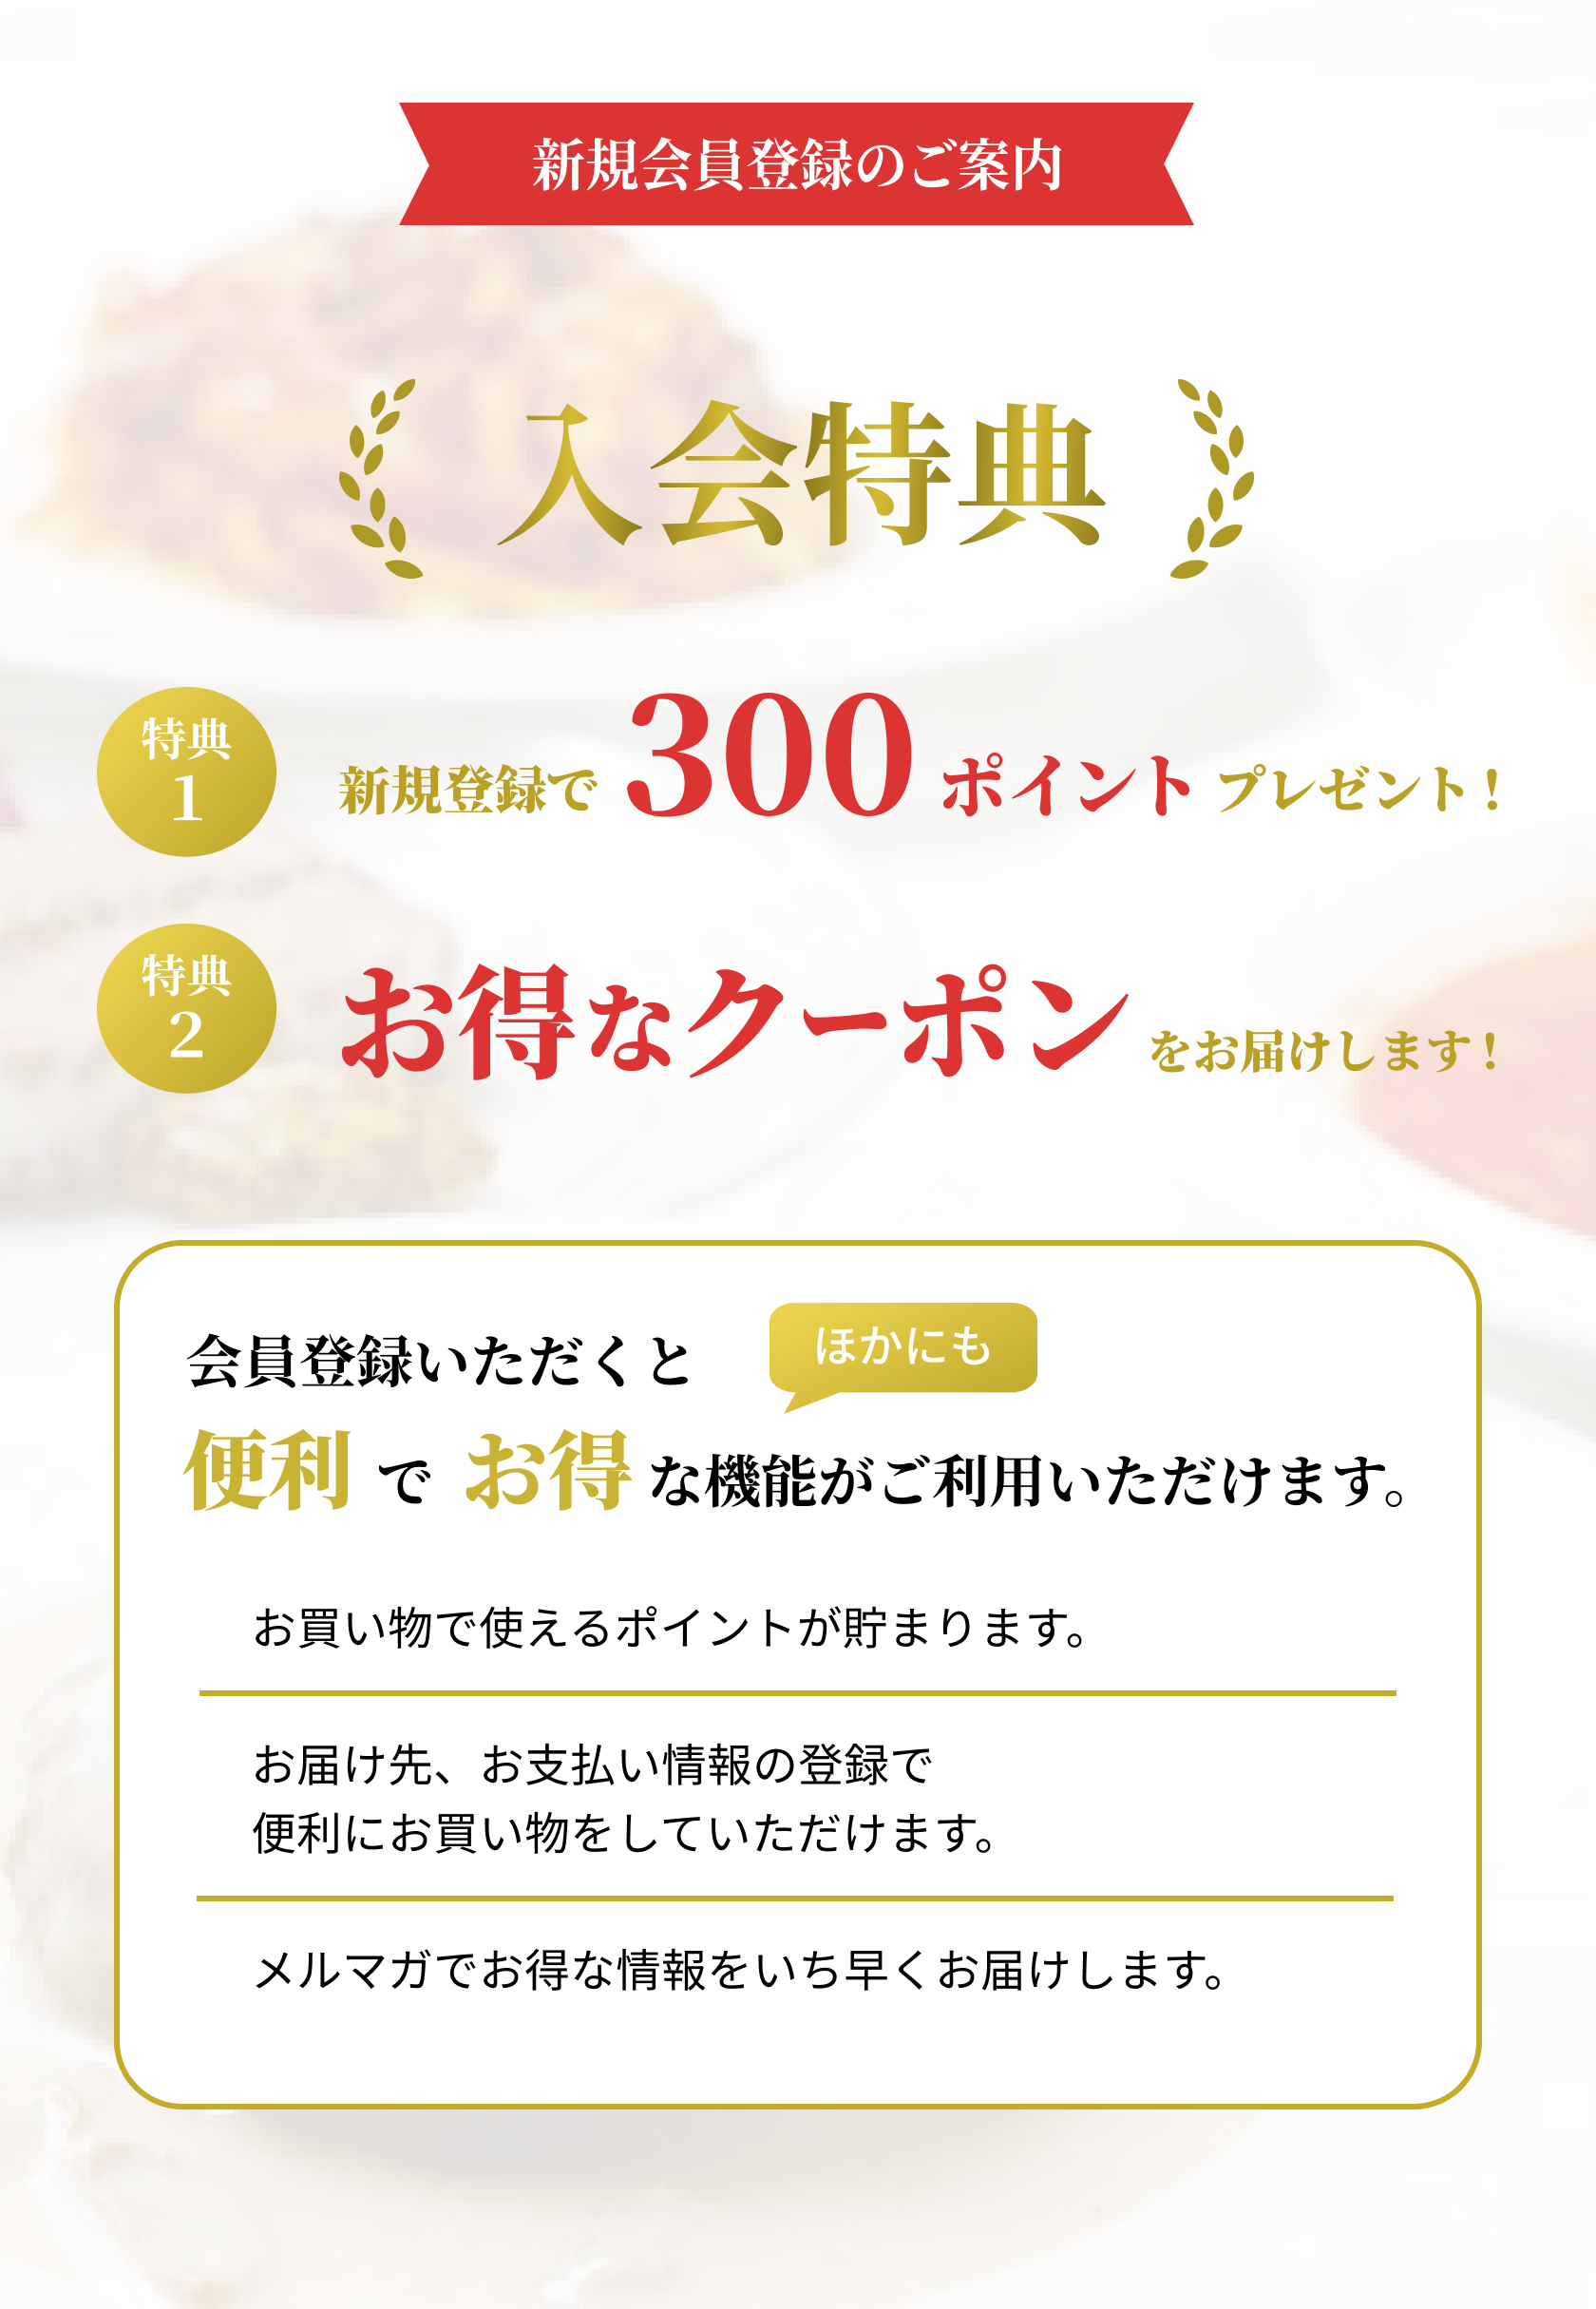 新規会員登録のご案内
入会特典
特典
1
新規登録で 300 ポイント プレゼント！
特典
2
お得なクーポン をお届けします！
会員登録いただくと
ほかにも
便利 で お得 な機能がご利用いただけます。
お買い物で使えるポイントが貯まります。
お届け先、お支払い情報の登録で
便利にお買い物をしていただけます。
メルマガでお得な情報をいち早くお届けします。